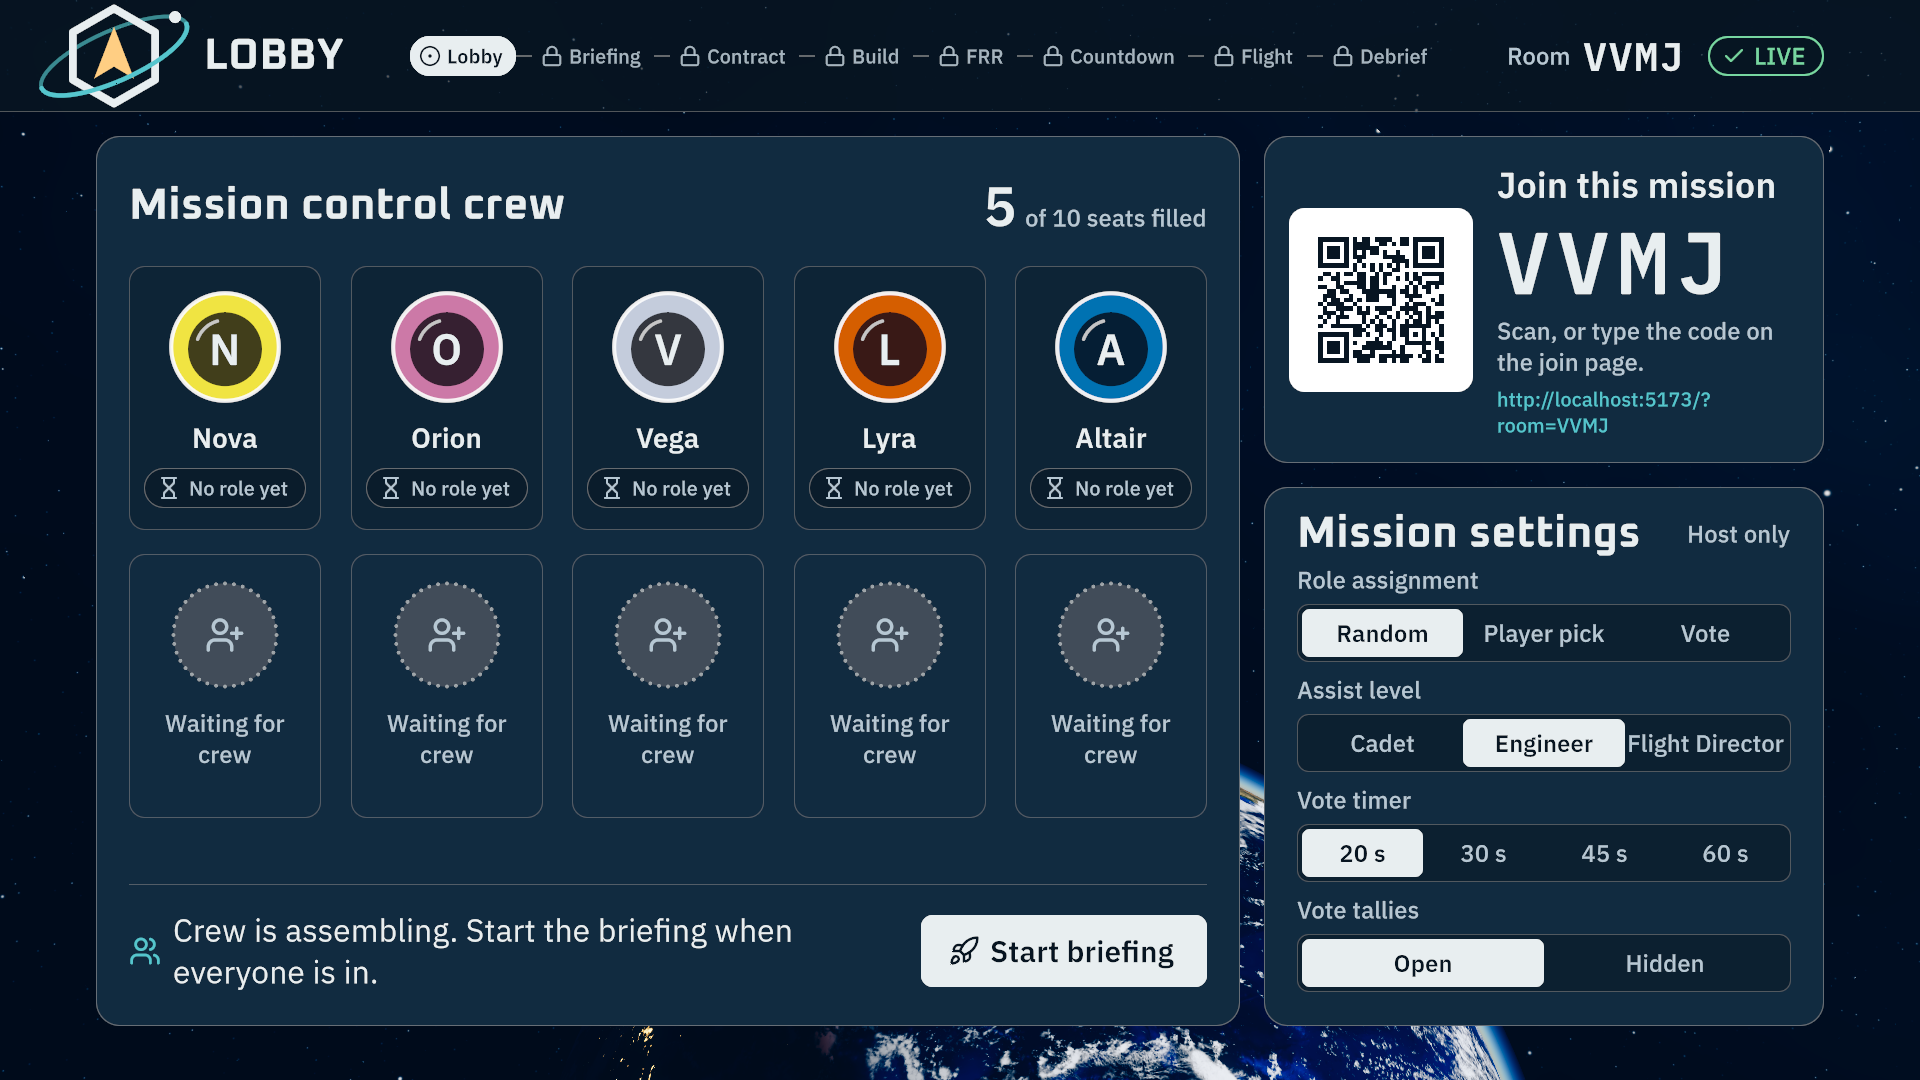 LOBBY
Lobby
Briefing
Contract
Build
FRR
Countdown
Flight
Debrief
Room VVMJ
LIVE
Mission control crew
5 of 10 seats filled
N
O
V
L
A
Nova
Orion
Vega
Lyra
Altair
No role yet
No role yet
No role yet
No role yet
No role yet
Waiting for
crew
Waiting for
crew
Waiting for
crew
Waiting for
crew
Waiting for
crew
Crew is assembling. Start the briefing when
everyone is in.
Start briefing
Join this mission
VVMJ
Scan, or type the code on
the join page.
http://localhost:5173/?
room=VVMJ
Mission settings
Host only
Role assignment
Random
Player pick
Vote
Assist level
Cadet
Engineer
Flight Director
Vote timer
20 s
30 s
45 s
60 s
Vote tallies
Open
Hidden